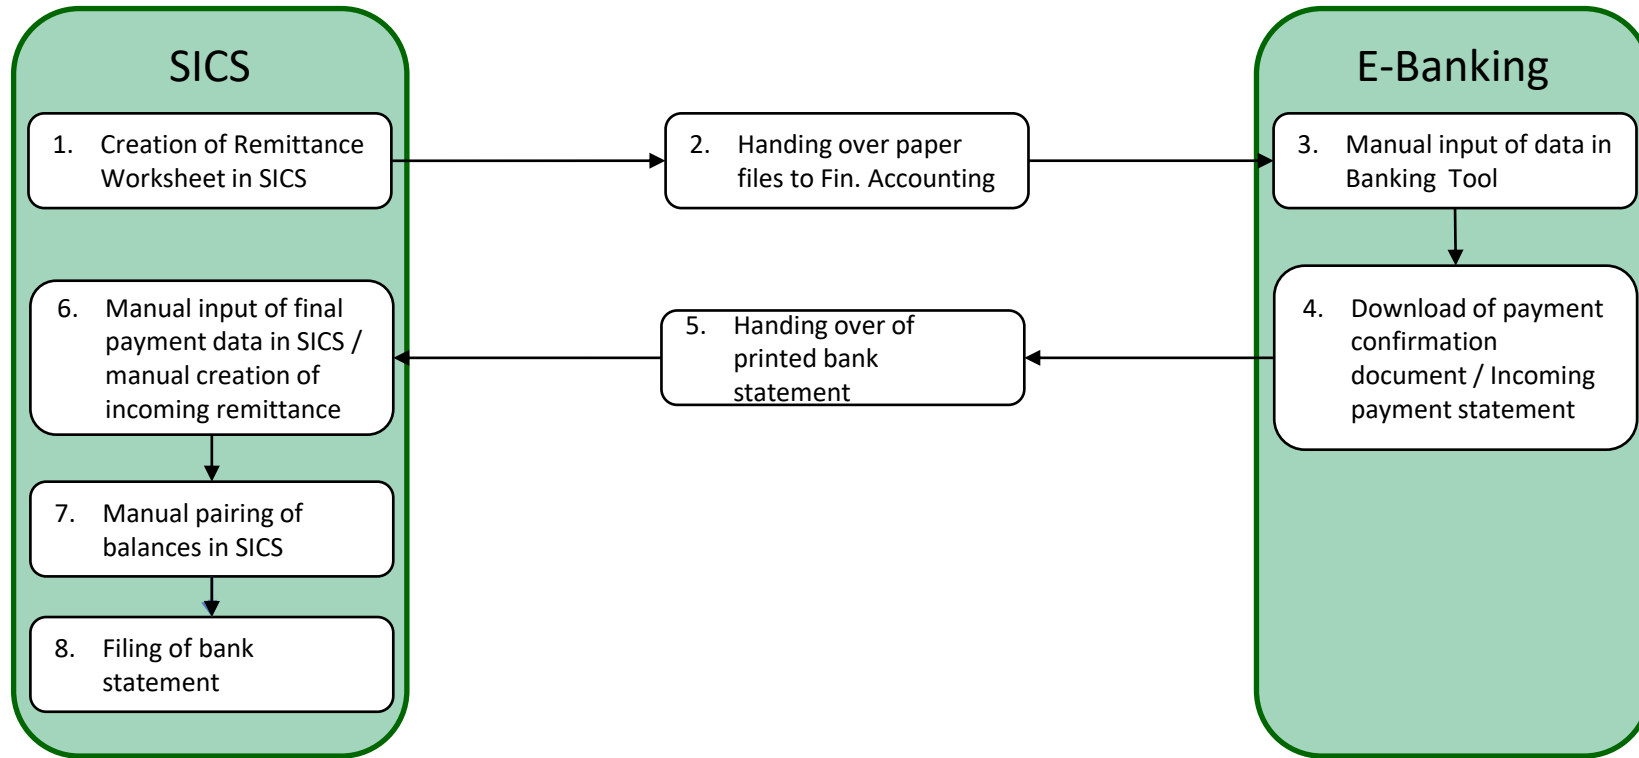 SICS
E-Banking
1. Creation of Remittance
Worksheet in SICS
2. Handing over paper
files to Fin. Accounting
3. Manual input of data in
Banking Tool
4. Download of payment
confirmation
document / Incoming
payment statement
5. Handing over of
printed bank
statement
6. Manual input of final
payment data in SICS /
manual creation of
incoming remittance
7. Manual pairing of
balances in SICS
8. Filing of bank
statement